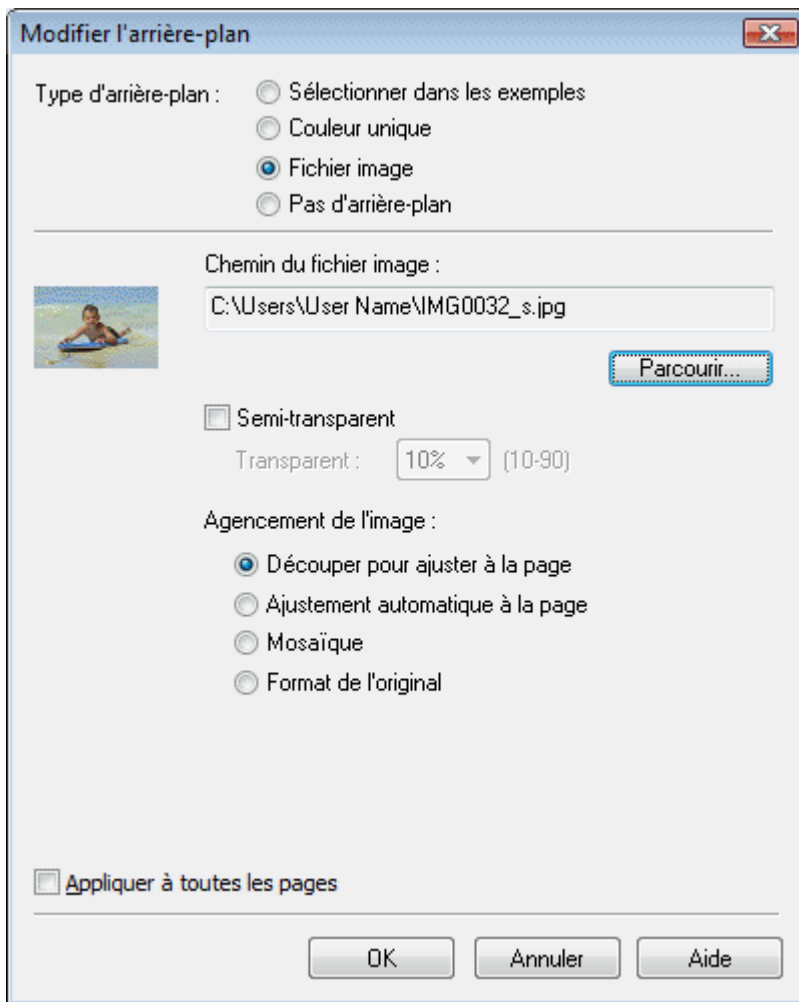 Modifier l'arrière-plan
Type d'arrière-plan :
Sélectionner dans les exemples
Couleur unique
Fichier image
Pas d'arrière-plan
Chemin du fichier image :
C:\Users\User Name\IMG0032_s.jpg
Parcourir...
Semi-transparent
Transparent : 10% (10-90)
Agencement de l'image :
Découper pour ajuster à la page
Ajustement automatique à la page
Mosaïque
Format de l'original
Appliquer à toutes les pages
OK Annuler Aide